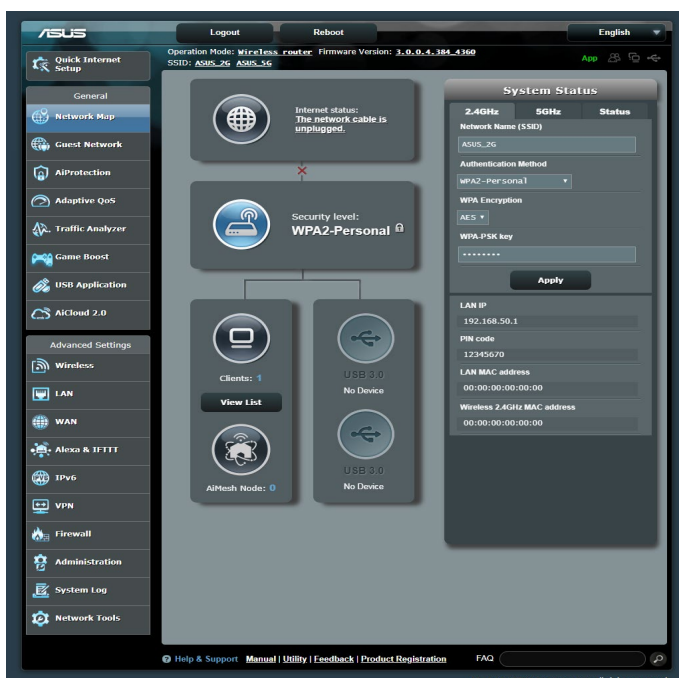 ASUS
Logout
Reboot
English
Quick Internet
Setup
Operation Mode: Wireless router Firmware Version: 3.0.0.4.384_4360
SSID: ASUS_2G ASUS_5G
App
General
Network Map
Guest Network
AiProtection
Adaptive QoS
Traffic Analyzer
Game Boost
USB Application
AiCloud 2.0
Advanced Settings
Wireless
LAN
WAN
Alexa & IFTTT
IPv6
VPN
Firewall
Administration
System Log
Network Tools
Internet status:
The network cable is
unplugged.
Security level:
WPA2-Personal
Clients: 1
View List
AiMesh Node: 0
USB 3.0
No Device
USB 3.0
No Device
System Status
2.4GHz 5GHz Status
Network Name (SSID)
ASUS_2G
Authentication Method
WPA2-Personal
WPA Encryption
AES
WPA-PSK key
········
Apply
LAN IP
192.168.50.1
PIN code
12345670
LAN MAC address
00:00:00:00:00:00
Wireless 2.4GHz MAC address
00:00:00:00:00:00
Help & Support Manual | Utility | Feedback | Product Registration FAQ